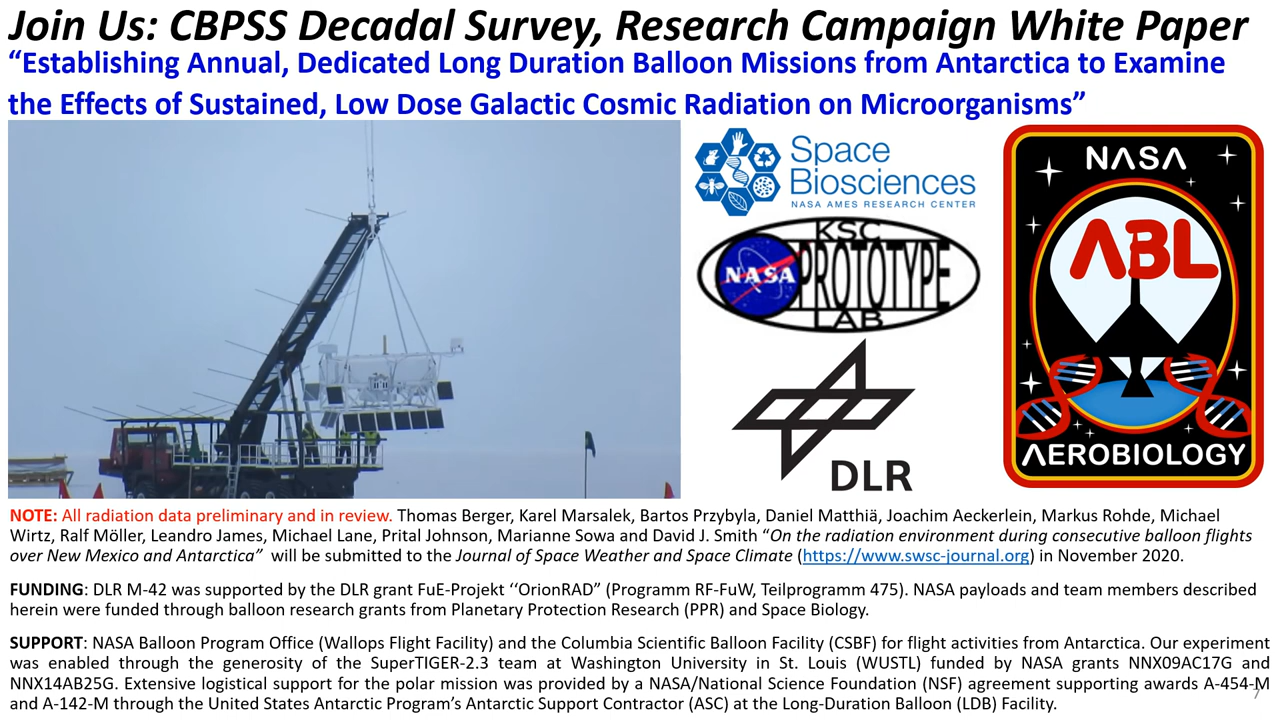 Join Us: CBPSS Decadal Survey, Research Campaign White Paper
“Establishing Annual, Dedicated Long Duration Balloon Missions from Antarctica to Examine
the Effects of Sustained, Low Dose Galactic Cosmic Radiation on Microorganisms”
Space
Biosciences
NASA AMES RESEARCH CENTER
KSC
NASA PROTOTYPE
LAB
DLR
NASA
ABL
AEROBIOLOGY
NOTE: All radiation data preliminary and in review. Thomas Berger, Karel Marsalek, Bartos Przybyla, Daniel Matthiä, Joachim Aeckerlein, Markus Rohde, Michael
Wirtz, Ralf Möller, Leandro James, Michael Lane, Prital Johnson, Marianne Sowa and David J. Smith “On the radiation environment during consecutive balloon flights
over New Mexico and Antarctica” will be submitted to the Journal of Space Weather and Space Climate (https://www.swsc-journal.org) in November 2020.
FUNDING: DLR M-42 was supported by the DLR grant FuE-Projekt ‘‘OrionRAD” (Programm RF-FuW, Teilprogramm 475). NASA payloads and team members described
herein were funded through balloon research grants from Planetary Protection Research (PPR) and Space Biology.
SUPPORT: NASA Balloon Program Office (Wallops Flight Facility) and the Columbia Scientific Balloon Facility (CSBF) for flight activities from Antarctica. Our experiment
was enabled through the generosity of the SuperTIGER-2.3 team at Washington University in St. Louis (WUSTL) funded by NASA grants NNX09AC17G and
NNX14AB25G. Extensive logistical support for the polar mission was provided by a NASA/National Science Foundation (NSF) agreement supporting awards A-454-M
and A-142-M through the United States Antarctic Program’s Antarctic Support Contractor (ASC) at the Long-Duration Balloon (LDB) Facility.
7